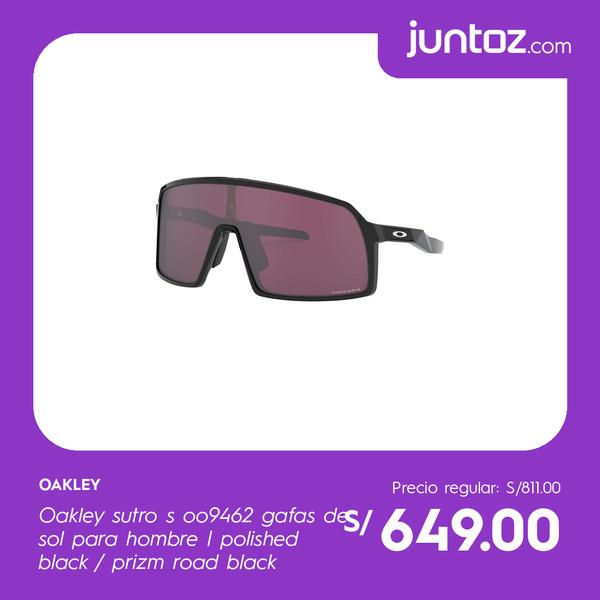 juntoz.com
OAKLEY
Oakley sutro s oo9462 gafas de
sol para hombre | polished
black / prizm road black
Precio regular: S/811.00
S/ 649.00